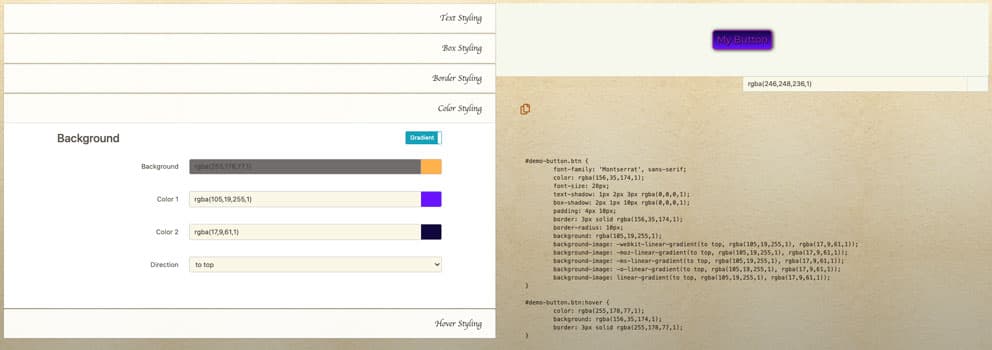 Text Styling
Box Styling
Border Styling
Color Styling
Background
Gradient
Background
rgba(255,178,77,1)
Color 1
rgba(105,19,255,1)
Color 2
rgba(17,9,61,1)
Direction
to top
Hover Styling
My Button
rgba(246,248,236,1)
#demo-button.btn {
font-family: 'Montserrat', sans-serif;
color: rgba(156,35,174,1);
font-size: 20px;
text-shadow: 1px 2px 3px rgba(0,0,0,1);
box-shadow: 2px 1px 10px rgba(0,0,0,1);
padding: 4px 10px;
border: 3px solid rgba(156,35,174,1);
border-radius: 10px;
background: rgba(105,19,255,1);
background-image: -webkit-linear-gradient(to top, rgba(105,19,255,1), rgba(17,9,61,1));
background-image: -moz-linear-gradient(to top, rgba(105,19,255,1), rgba(17,9,61,1));
background-image: -ms-linear-gradient(to top, rgba(105,19,255,1), rgba(17,9,61,1));
background-image: -o-linear-gradient(to top, rgba(105,19,255,1), rgba(17,9,61,1));
background-image: linear-gradient(to top, rgba(105,19,255,1), rgba(17,9,61,1));
}
#demo-button.btn:hover {
color: rgba(255,178,77,1);
background: rgba(156,35,174,1);
border: 3px solid rgba(255,178,77,1);
}